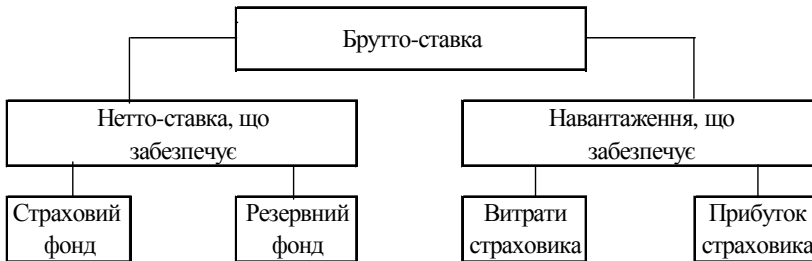 Брутто-ставка
Нетто-ставка, що
забезпечує
Навантаження, що
забезпечує
Страховий
фонд
Резервний
фонд
Витрати
страховика
Прибуток
страховика